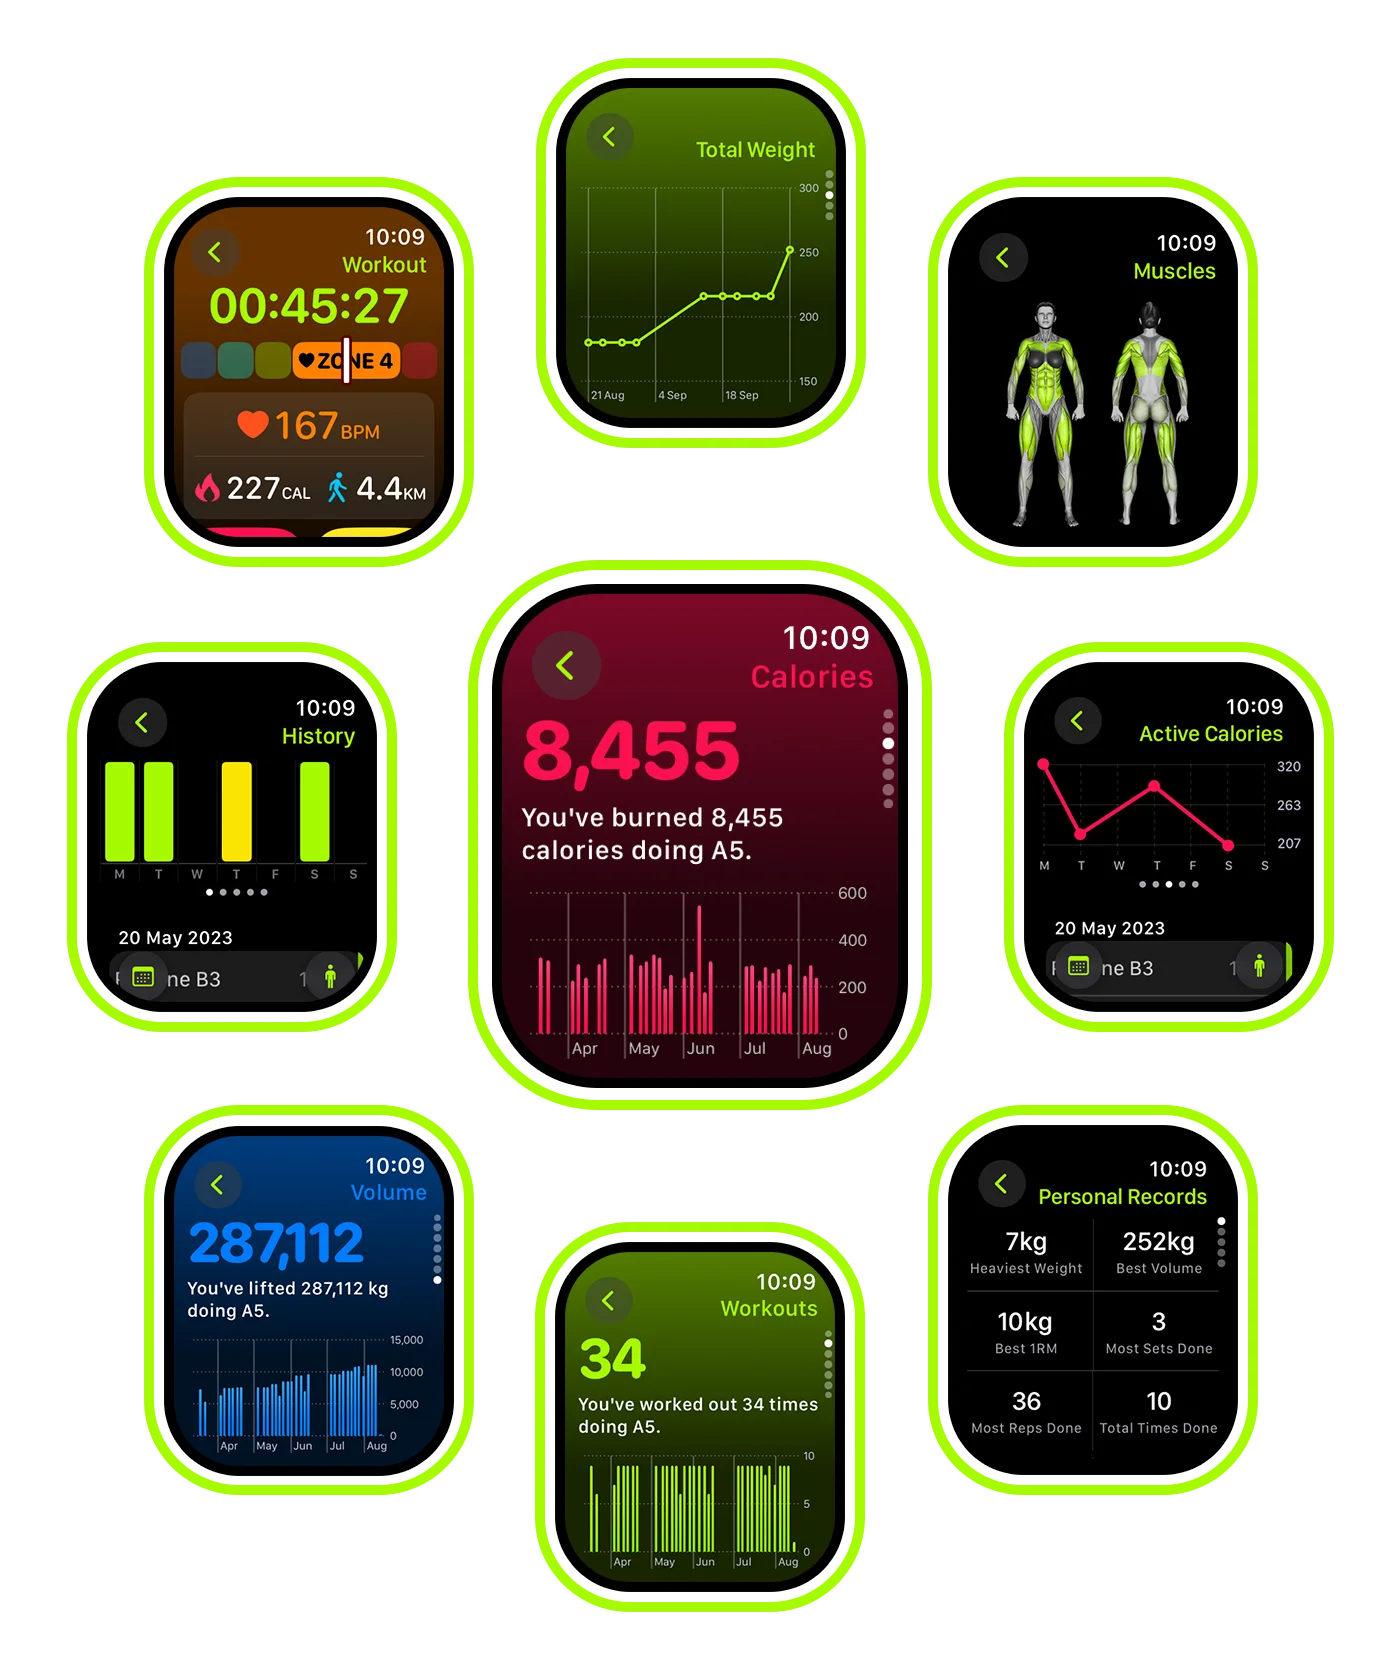 Total Weight
300
250
200
150
21 Aug
4 Sep
18 Sep
10:09
Workout
00:45:27
ZONE 4
167BPM
227CAL
4.4KM
10:09
Muscles
10:09
Calories
8,455
You've burned 8,455
calories doing A5.
600
400
200
0
Apr
May
Jun
Jul
Aug
10:09
History
M
T
W
T
F
S
S
20 May 2023
ne B3
1
10:09
Active Calories
320
263
207
M
T
W
T
F
S
S
20 May 2023
ne B3
1
10:09
Volume
287,112
You've lifted 287,112 kg
doing A5.
15,000
10,000
5,000
0
Apr
May
Jun
Jul
Aug
10:09
Workouts
34
You've worked out 34 times
doing A5.
10
5
0
Apr
May
Jun
Jul
Aug
10:09
Personal Records
7kg
Heaviest Weight
252kg
Best Volume
10kg
Best 1RM
3
Most Sets Done
36
Most Reps Done
10
Total Times Done